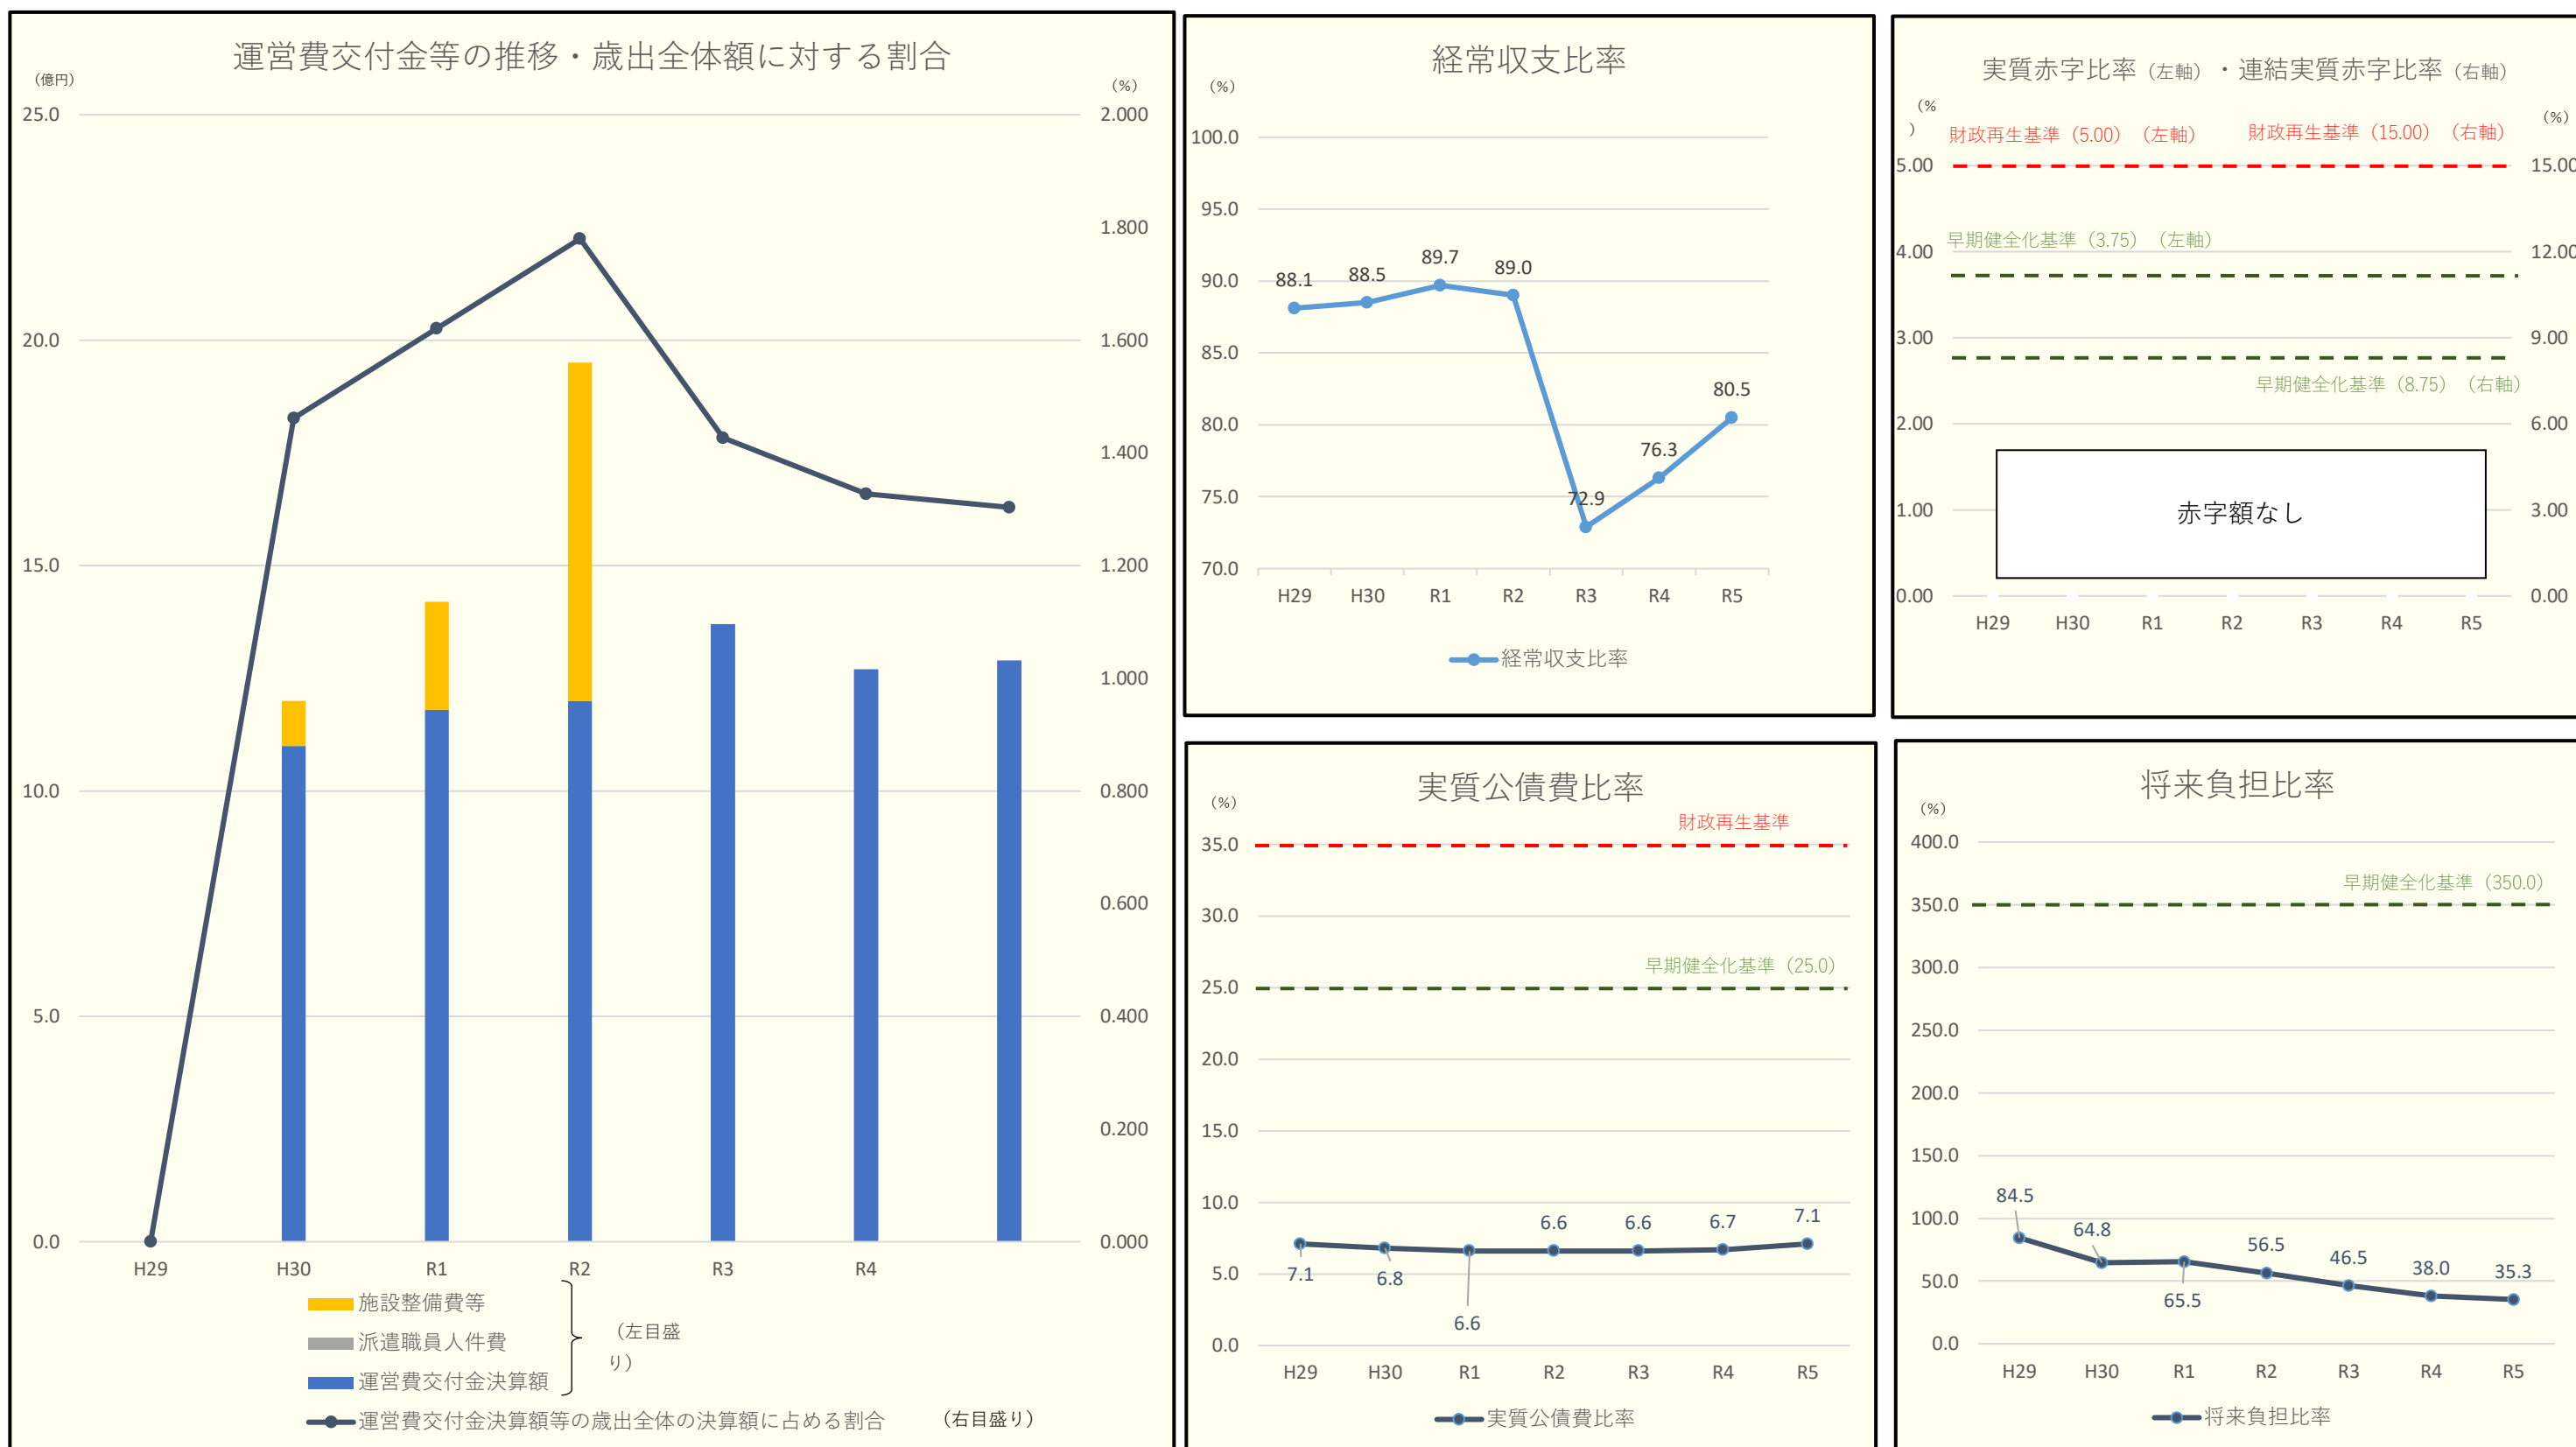 運営費交付金等の推移・歳出全体額に対する割合
（億円）
（%）
25.0
20.0
15.0
10.0
5.0
0.0
2.000
1.800
1.600
1.400
1.200
1.000
0.800
0.600
0.400
0.200
0.000
H29 H30 R1 R2 R3 R4
施設整備費等
派遣職員人件費
運営費交付金決算額
（左目盛
り）
運営費交付金決算額等の歳出全体の決算額に占める割合 （右目盛り）
経常収支比率
（%）
100.0
95.0
90.0
85.0
80.0
75.0
70.0
88.1 88.5 89.7 89.0 72.9 76.3 80.5
H29 H30 R1 R2 R3 R4 R5
経常収支比率
実質赤字比率（左軸）・連結実質赤字比率（右軸）
（%
）
（%）
財政再生基準（5.00）（左軸） 財政再生基準（15.00）（右軸）
早期健全化基準（3.75）（左軸）
早期健全化基準（8.75）（右軸）
5.00
4.00
3.00
2.00
1.00
0.00
15.00
12.00
9.00
6.00
3.00
0.00
赤字額なし
H29 H30 R1 R2 R3 R4 R5
実質公債費比率
（%）
財政再生基準
早期健全化基準（25.0）
35.0
30.0
25.0
20.0
15.0
10.0
5.0
0.0
7.1 6.8 6.6 6.6 6.6 6.7 7.1
H29 H30 R1 R2 R3 R4 R5
実質公債費比率
将来負担比率
（%）
早期健全化基準（350.0）
400.0
350.0
300.0
250.0
200.0
150.0
100.0
50.0
0.0
84.5 64.8 65.5 56.5 46.5 38.0 35.3
H29 H30 R1 R2 R3 R4 R5
将来負担比率